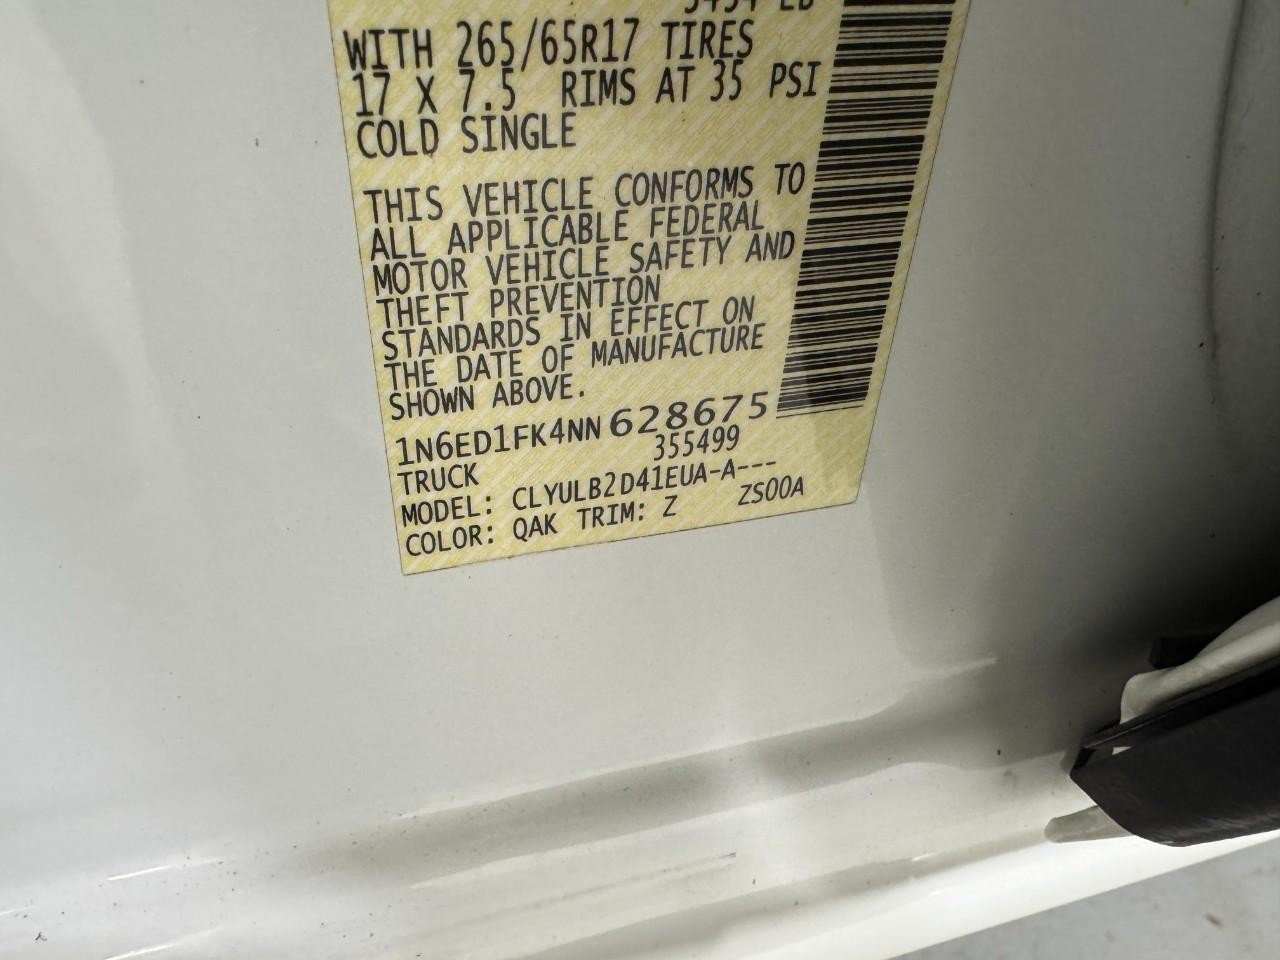 WITH 265/65R17 TIRES
17 X 7.5 RIMS AT 35 PSI
COLD SINGLE
THIS VEHICLE CONFORMS TO
ALL APPLICABLE FEDERAL
MOTOR VEHICLE SAFETY AND
THEFT PREVENTION
STANDARDS IN EFFECT ON
THE DATE OF MANUFACTURE
SHOWN ABOVE.
1N6ED1FK4NN628675
TRUCK 355499
MODEL: CLYULB2D41EUA-A---
COLOR: QAK TRIM: Z ZS00A